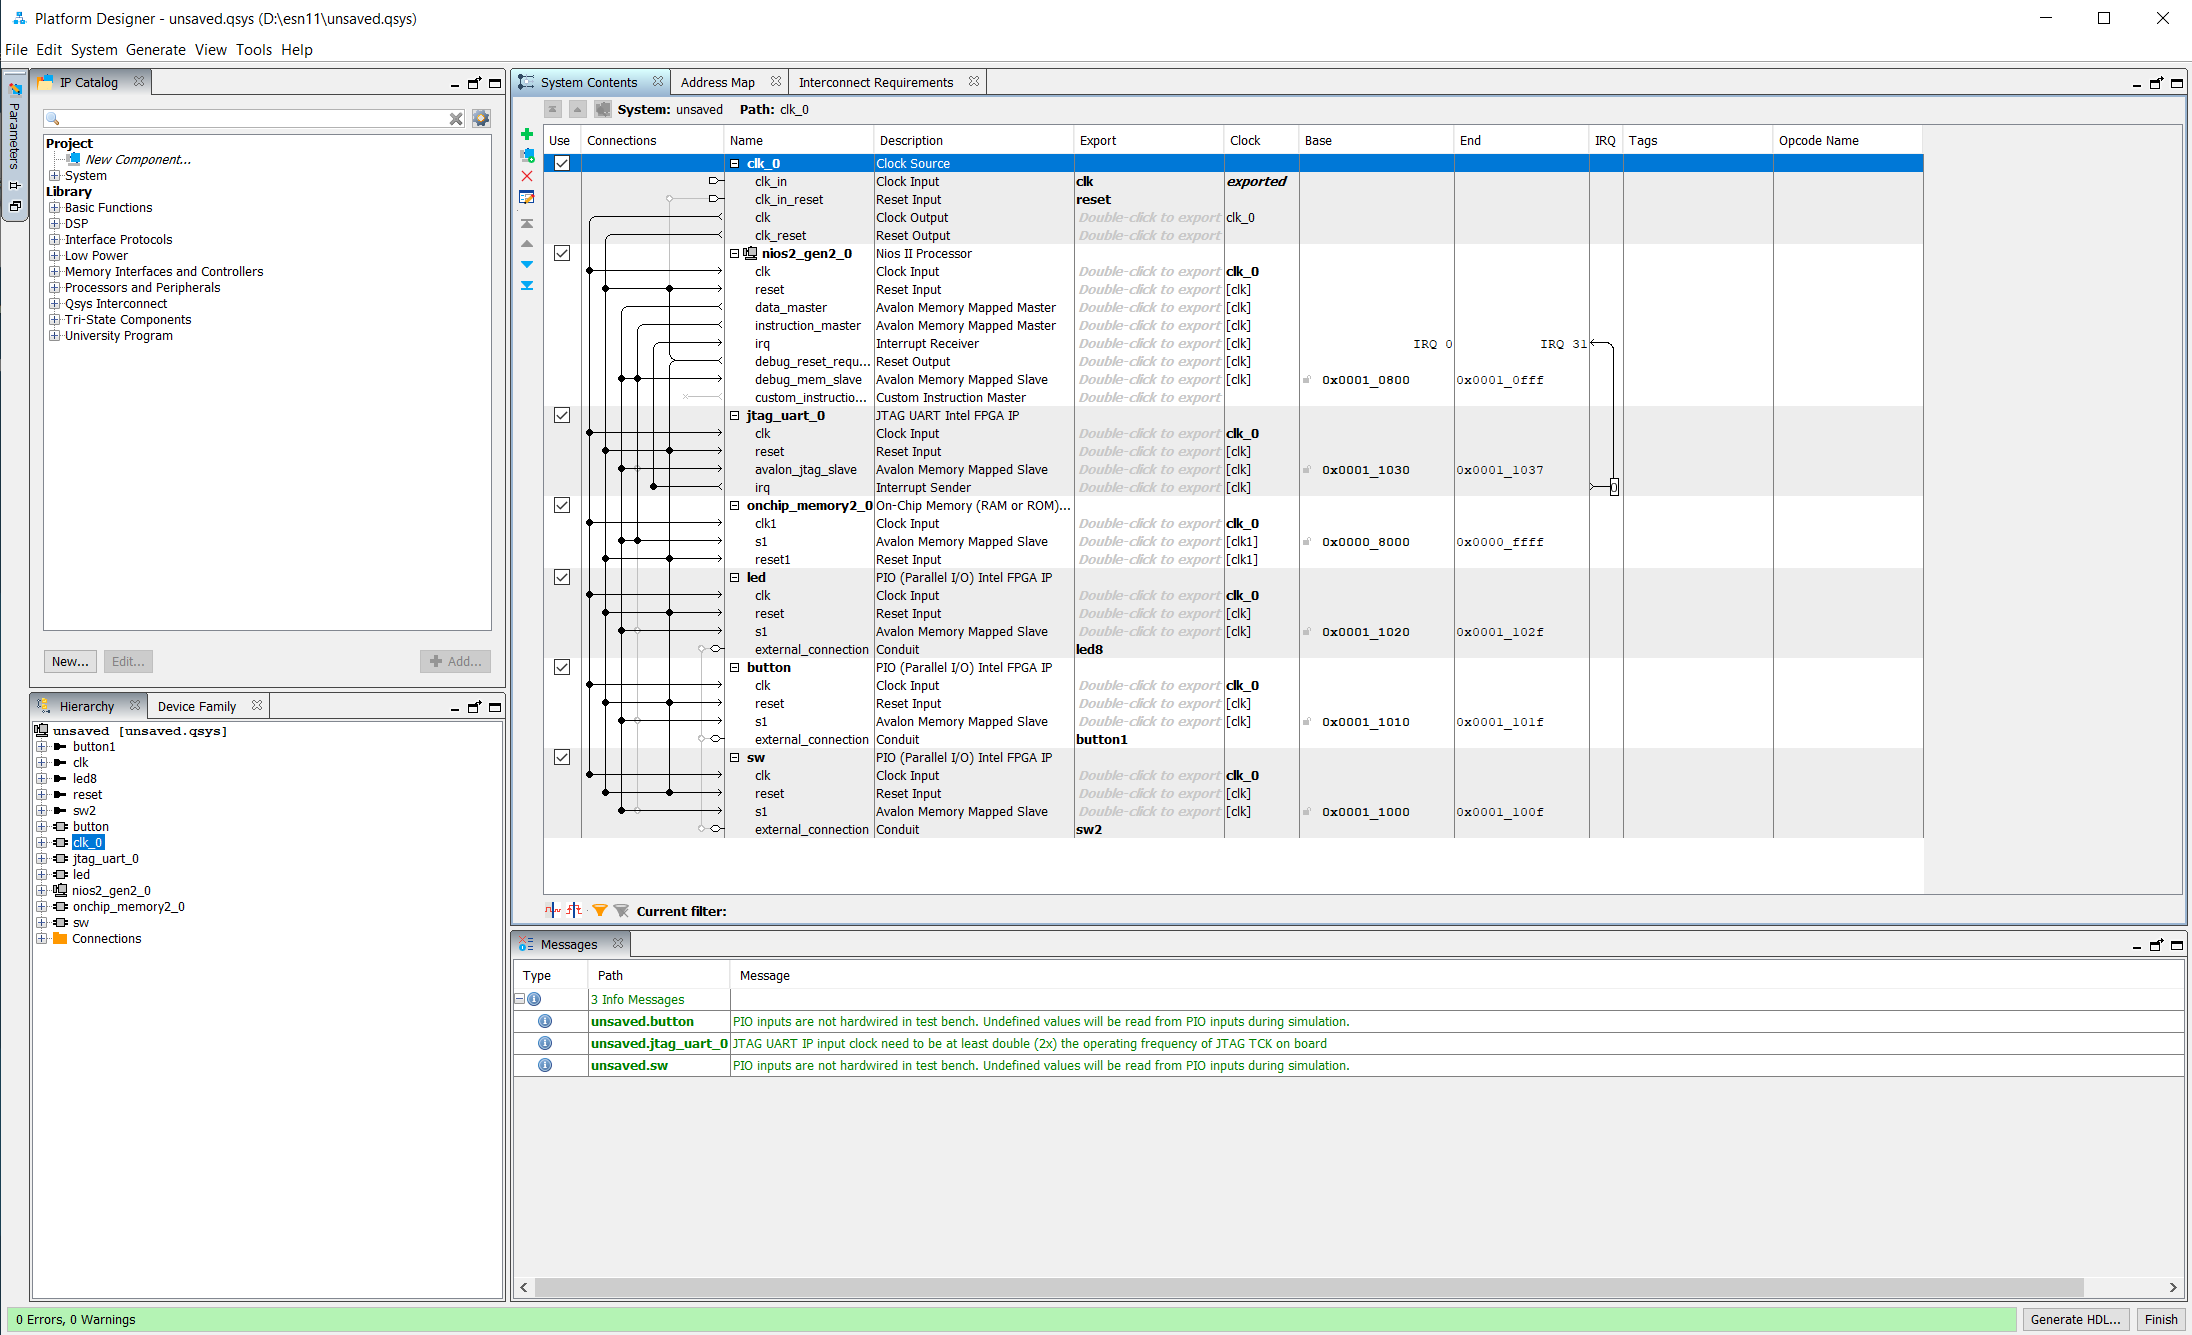 Platform Designer - unsaved.qsys (D:\esn11\unsaved.qsys)
File Edit System Generate View Tools Help
Parameters
IP Catalog
Project
New Component...
System
Library
Basic Functions
DSP
Interface Protocols
Low Power
Memory Interfaces and Controllers
Processors and Peripherals
Qsys Interconnect
Tri-State Components
University Program
New... Edit... Add...
Hierarchy Device Family
unsaved [unsaved.qsys]
button1
clk
led8
reset
sw2
button
clk_0
jtag_uart_0
led
nios2_gen2_0
onchip_memory2_0
sw
Connections
System Contents Address Map Interconnect Requirements
System: unsaved Path: clk_0
Use Connections Name Description Export Clock Base End IRQ Tags Opcode Name
clk_0 Clock Source
clk_in Clock Input clk exported
clk_in_reset Reset Input reset
clk Clock Output Double-click to export clk_0
clk_reset Reset Output Double-click to export
nios2_gen2_0 Nios II Processor
clk Clock Input Double-click to export clk_0
reset Reset Input Double-click to export [clk]
data_master Avalon Memory Mapped Master Double-click to export [clk]
instruction_master Avalon Memory Mapped Master Double-click to export [clk]
irq Interrupt Receiver Double-click to export [clk] IRQ 0 IRQ 31
debug_reset_requ... Reset Output Double-click to export [clk]
debug_mem_slave Avalon Memory Mapped Slave Double-click to export [clk] 0x0001_0800 0x0001_0fff
custom_instructio... Custom Instruction Master Double-click to export
jtag_uart_0 JTAG UART Intel FPGA IP
clk Clock Input Double-click to export clk_0
reset Reset Input Double-click to export [clk]
avalon_jtag_slave Avalon Memory Mapped Slave Double-click to export [clk] 0x0001_1030 0x0001_1037
irq Interrupt Sender Double-click to export [clk] 0
onchip_memory2_0 On-Chip Memory (RAM or ROM)...
clk1 Clock Input Double-click to export clk_0
s1 Avalon Memory Mapped Slave Double-click to export [clk1] 0x0000_8000 0x0000_ffff
reset1 Reset Input Double-click to export [clk1]
led PIO (Parallel I/O) Intel FPGA IP
clk Clock Input Double-click to export clk_0
reset Reset Input Double-click to export [clk]
s1 Avalon Memory Mapped Slave Double-click to export [clk] 0x0001_1020 0x0001_102f
external_connection Conduit led8
button PIO (Parallel I/O) Intel FPGA IP
clk Clock Input Double-click to export clk_0
reset Reset Input Double-click to export [clk]
s1 Avalon Memory Mapped Slave Double-click to export [clk] 0x0001_1010 0x0001_101f
external_connection Conduit button1
sw PIO (Parallel I/O) Intel FPGA IP
clk Clock Input Double-click to export clk_0
reset Reset Input Double-click to export [clk]
s1 Avalon Memory Mapped Slave Double-click to export [clk] 0x0001_1000 0x0001_100f
external_connection Conduit sw2
Current filter:
Messages
Type Path Message
3 Info Messages
unsaved.button PIO inputs are not hardwired in test bench. Undefined values will be read from PIO inputs during simulation.
unsaved.jtag_uart_0 JTAG UART IP input clock need to be at least double (2x) the operating frequency of JTAG TCK on board
unsaved.sw PIO inputs are not hardwired in test bench. Undefined values will be read from PIO inputs during simulation.
0 Errors, 0 Warnings Generate HDL... Finish